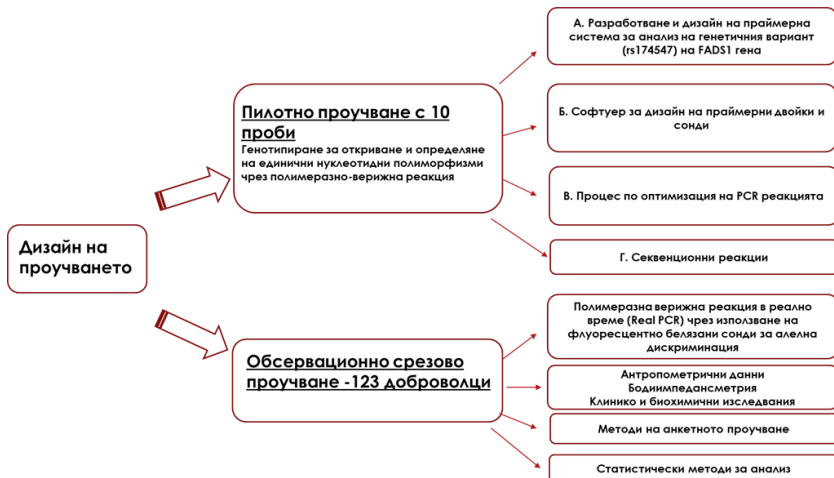 Дизайн на
проучването
Пилотно проучване с 10
проби
Генотипиране за откриване и определяне
на единични нуклеотидни полиморфизми
чрез полимеразно-верижна реакция
А. Разработване и дизайн на праймерна
система за анализ на генетичния вариант
(rs174547) на FADS1 гена
Б. Софтуер за дизайн на праймерни двойки и
сонди
В. Процес по оптимизация на PCR реакцията
Г. Секвенционни реакции
Обсервационно срезово
проучване -123 доброволци
Полимеразна верижна реакция в реално
време (Real PCR) чрез използване на
флуоресцентно белязани сонди за алелна
дискриминация
Антропометрични данни
Бодиимпедансметрия
Клинико и биохимични изследвания
Методи на анкетното проучване
Статистически методи за анализ